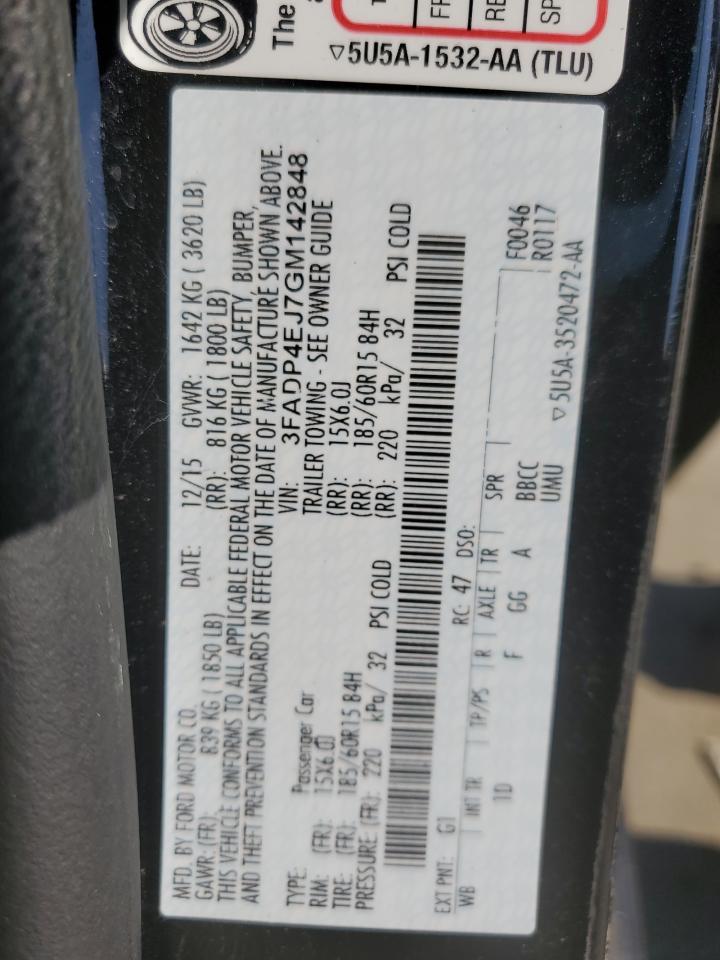 The
FR
RE
SP
▽5U5A-1532-AA (TLU)
MFD. BY FORD MOTOR CO. DATE: 12/15 GVWR: 1642 KG ( 3620 LB)
GAWR: (FR): 839 KG ( 1850 LB) (RR): 816 KG ( 1800 LB)
THIS VEHICLE CONFORMS TO ALL APPLICABLE FEDERAL MOTOR VEHICLE SAFETY, BUMPER,
AND THEFT PREVENTION STANDARDS IN EFFECT ON THE DATE OF MANUFACTURE SHOWN ABOVE.
VIN: 3FADP4EJ7GM142848
TYPE: Passenger Car TRAILER TOWING - SEE OWNER GUIDE
RIM: (FR): 15X6.0J (RR): 15X6.0J
TIRE: (FR): 185/60R15 84H (RR): 185/60R15 84H
PRESSURE (FR): 220 kPa/ 32 PSI COLD (RR): 220 kPa/ 32 PSI COLD
EXT PNT: G1 RC: 47 DSO: F0046
WB INT TR TP/PS R AXLE TR SPR R0117
1D F GG A BBCC
UMU ▽5U5A-3520472-AA